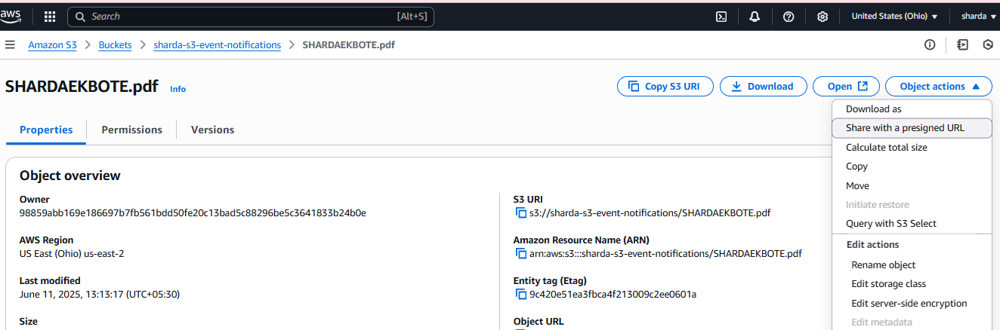 aws Search [Alt+S] United States (Ohio) sharda
Amazon S3 Buckets sharda-s3-event-notifications SHARDAEKBOTE.pdf
SHARDAEKBOTE.pdf Info
Copy S3 URI Download Open Object actions
Download as
Share with a presigned URL
Calculate total size
Copy
Move
Initiate restore
Query with S3 Select
Edit actions
Rename object
Edit storage class
Edit server-side encryption
Edit metadata
Properties Permissions Versions
Object overview
Owner
98859abb169e186697b7fb561bdd50fe20c13bad5c88296be5c3641833b24b0e
AWS Region
US East (Ohio) us-east-2
Last modified
June 11, 2025, 13:13:17 (UTC+05:30)
Size
S3 URI
s3://sharda-s3-event-notifications/SHARDAEKBOTE.pdf
Amazon Resource Name (ARN)
arn:aws:s3:::sharda-s3-event-notifications/SHARDAEKBOTE.pdf
Entity tag (Etag)
9c420e51ea3fbca4f213009c2ee0601a
Object URL